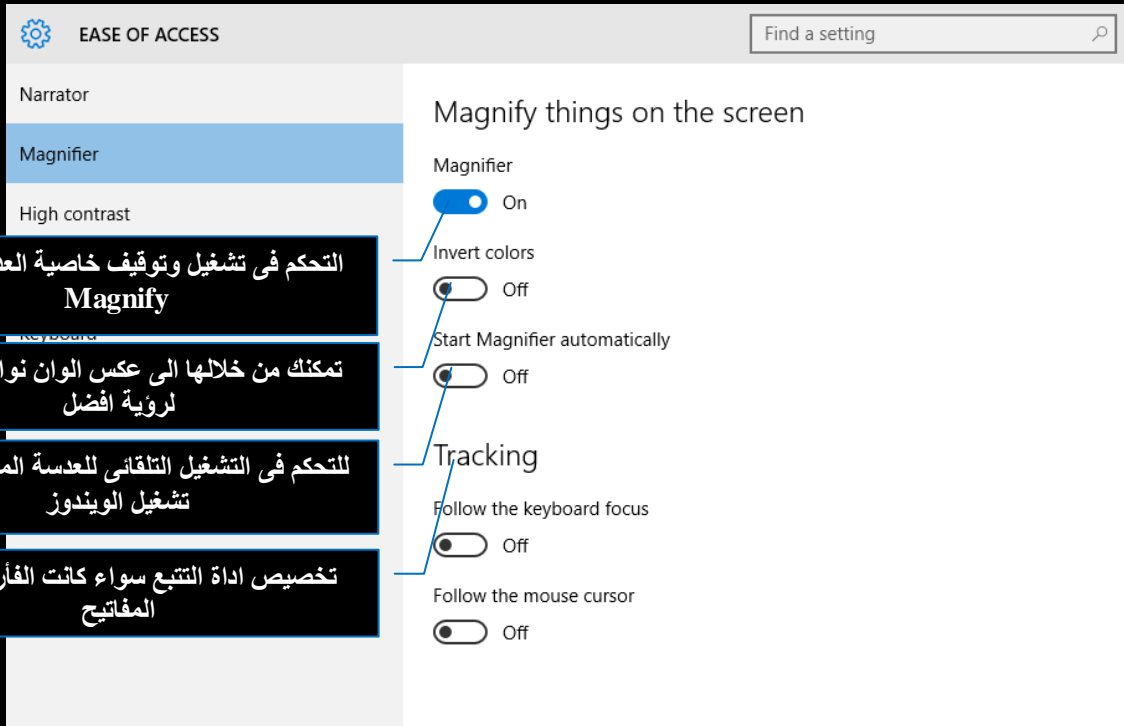 EASE OF ACCESS
Find a setting
Narrator
Magnifier
High contrast
Keyboard
Magnify things on the screen
Magnifier
On
Invert colors
Off
Start Magnifier automatically
Off
Tracking
Follow the keyboard focus
Off
Follow the mouse cursor
Off
التحكم فى تشغيل وتوقيف خاصية
Magnify
تمكنك من خلالها الى عكس الوان
لرؤية افضل
للتحكم فى التشغيل التلقائى للعدسة
تشغيل الويندوز
تخصيص اداة التتبع سواء كانت
المفاتيح